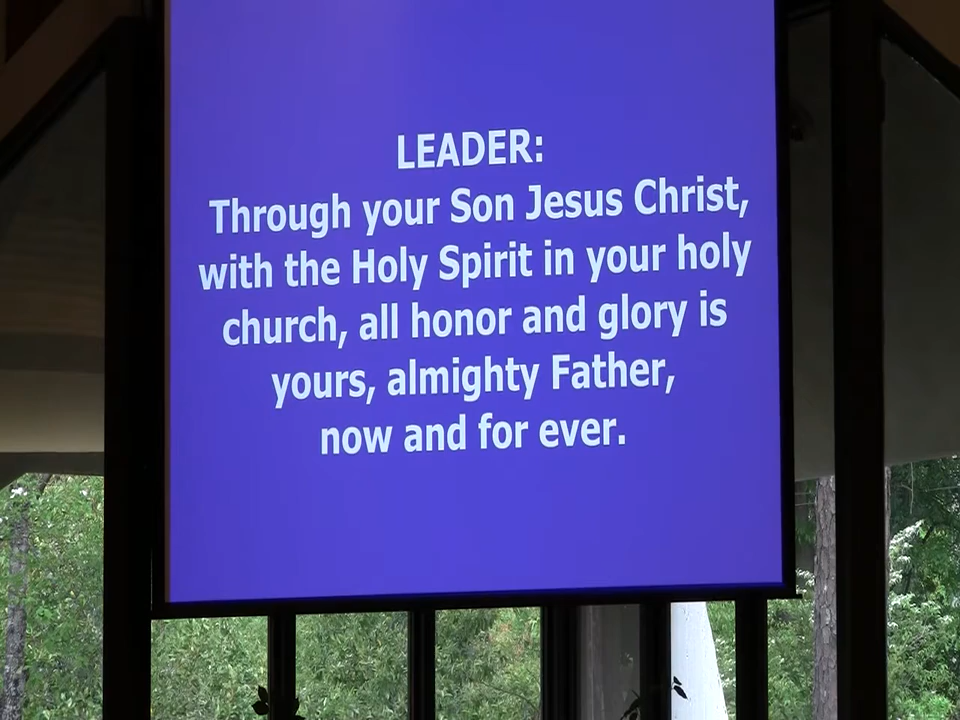 LEADER:
Through your Son Jesus Christ,
with the Holy Spirit in your holy
church, all honor and glory is
yours, almighty Father,
now and for ever.